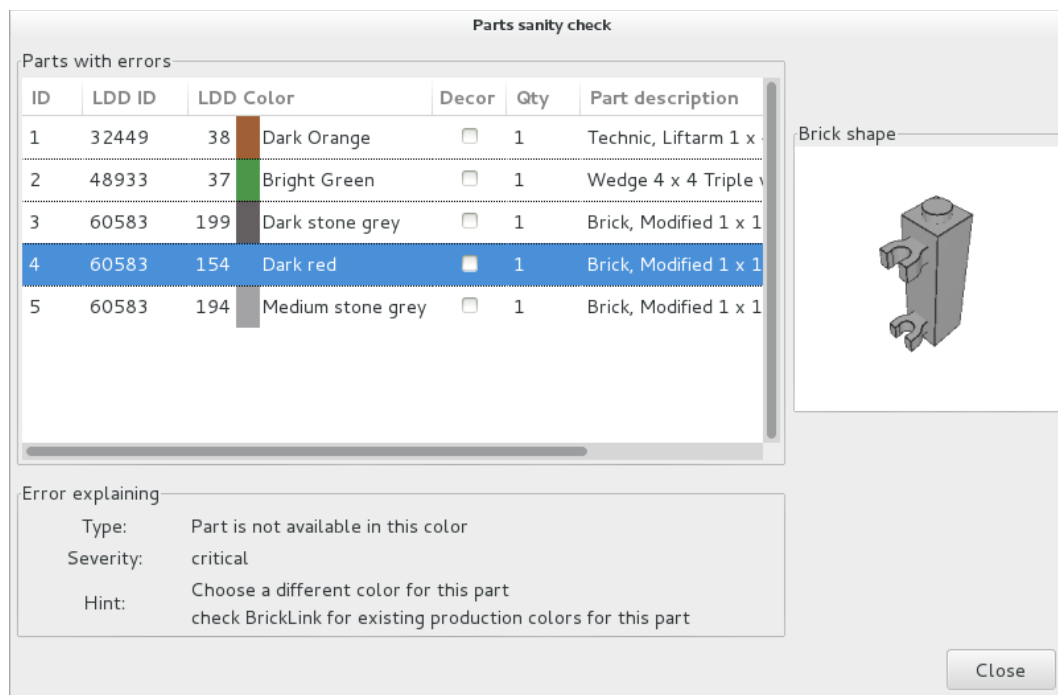 Parts sanity check
Parts with errors
ID LDD ID LDD Color Decor Qty Part description
1 32449 38 Dark Orange 1 Technic, Liftarm 1 x
2 48933 37 Bright Green 1 Wedge 4 x 4 Triple
3 60583 199 Dark stone grey 1 Brick, Modified 1 x 1
4 60583 154 Dark red 1 Brick, Modified 1 x 1
5 60583 194 Medium stone grey 1 Brick, Modified 1 x 1
Brick shape
Error explaining
Type: Part is not available in this color
Severity: critical
Hint: Choose a different color for this part
check BrickLink for existing production colors for this part
Close